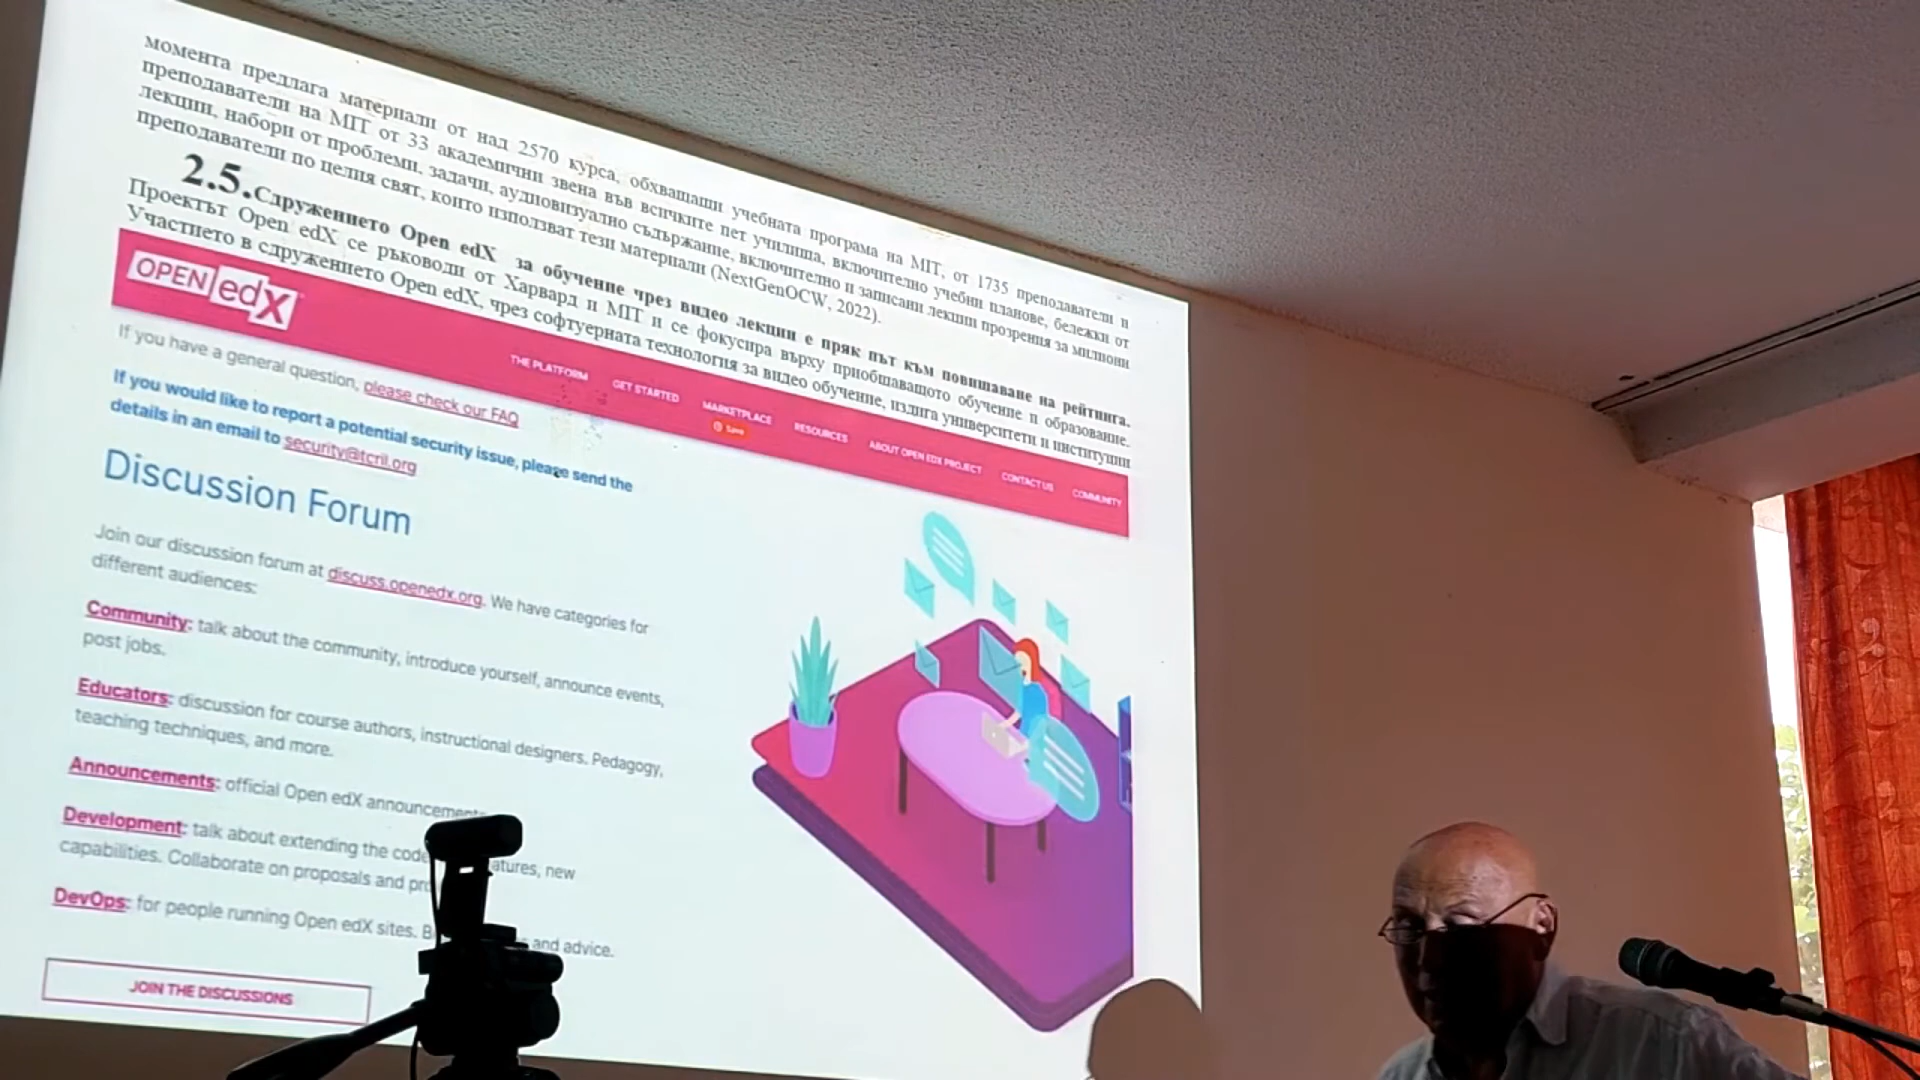 момента предлага материали от над 2570 курса, обхващащи учебната програма на MIT, от 1735 преподаватели и
преподаватели на MIT от 33 академични звена във всичките пет училища, включително учебни планове, бележки от
лекции, набори от проблеми, задачи, аудиовизуално съдържание, включително и записани лекции прозрения за милиони
преподаватели по целия свят, които използват тези материали (NextGenOCW, 2022).
2.5.Сдружението Open edX за обучение чрез видео лекции е пряк път към повишаване на рейтинга.
Проектът Open edX се ръководи от Харвард и MIT и се фокусира върху приобщаващото обучение и образование.
Участието в сдружението Open edX, чрез софтуерната технология за видео обучение, издига университети и институции
OPEN edX
THE PLATFORM GET STARTED MARKETPLACE RESOURCES ABOUT OPEN EDX PROJECT CONTACT US COMMUNITY
Save
If you have a general question, please check our FAQ
If you would like to report a potential security issue, please send the
details in an email to security@tcril.org
Discussion Forum
Join our discussion forum at discuss.openedx.org. We have categories for
different audiences:
Community: talk about the community, introduce yourself, announce events,
post jobs.
Educators: discussion for course authors, instructional designers. Pedagogy,
teaching techniques, and more.
Announcements: official Open edX
Development: talk about extending the new
capabilities. Collaborate on proposals and
DevOps: for people running Open edX sites. and advice.
JOIN THE DISCUSSIONS